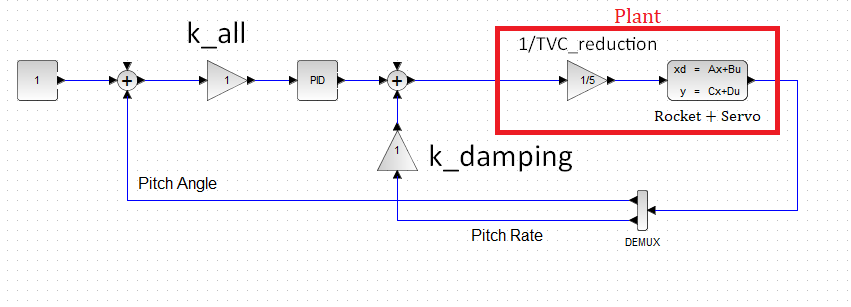 Plant
k_all
1/TVC_reduction
1
+
1
PID
+
1/5
xd = Ax+Bu
y = Cx+Du
Rocket + Servo
1
k_damping
Pitch Angle
Pitch Rate
DEMUX